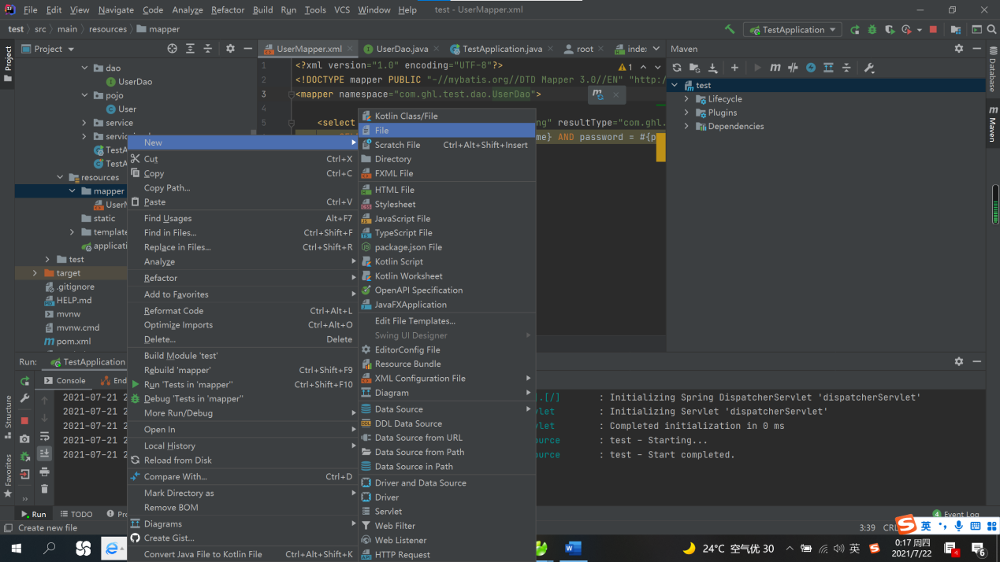 File Edit View Navigate Code Analyze Refactor Build Run Tools VCS Window Help test - UserMapper.xml
test src main resources mapper
TestApplication
Project
UserMapper.xml UserDao.java TestApplication.java root inde:
Maven
1 <?xml version="1.0" encoding="UTF-8"?>
1
2 <!DOCTYPE mapper PUBLIC "-//mybatis.org//DTD Mapper 3.0//EN" "http:/
3 <mapper namespace="com.ghl.test.dao.UserDao">
4
5 <select ng" resultType="com.ghl.
me} AND password = #{p
test
Lifecycle
Plugins
Dependencies
Project
Structure
Favorites
Database
Maven
dao
UserDao
pojo
User
service
TestA
TestA
resources
mapper
UserM
static
template
applicati
test
target
.gitignore
HELP.md
mvnw
mvnw.cmd
pom.xml
New
Cut Ctrl+X
Copy Ctrl+C
Copy Path...
Paste Ctrl+V
Find Usages Alt+F7
Find in Files... Ctrl+Shift+F
Replace in Files... Ctrl+Shift+R
Analyze
Refactor
Add to Favorites
Reformat Code Ctrl+Alt+L
Optimize Imports Ctrl+Alt+O
Delete... Delete
Build Module 'test'
Rebuild 'mapper' Ctrl+Shift+F9
Run 'Tests in 'mapper'' Ctrl+Shift+F10
Debug 'Tests in 'mapper''
More Run/Debug
Open In
Local History
Reload from Disk
Compare With... Ctrl+D
Mark Directory as
Remove BOM
Diagrams
Create Gist...
Convert Java File to Kotlin File Ctrl+Alt+Shift+K
Kotlin Class/File
File
Scratch File Ctrl+Alt+Shift+Insert
Directory
FXML File
HTML File
Stylesheet
JavaScript File
TypeScript File
package.json File
Kotlin Script
Kotlin Worksheet
OpenAPI Specification
JavaFXApplication
Edit File Templates...
Swing UI Designer
EditorConfig File
Resource Bundle
XML Configuration File
Diagram
Data Source
DDL Data Source
Data Source from URL
Data Source from Path
Data Source in Path
Driver and Data Source
Driver
Servlet
Web Filter
Web Listener
HTTP Request
Run: TestApplication
Console End
2021-07-21 2 ].[/] : Initializing Spring DispatcherServlet 'dispatcherServlet'
2021-07-21 2 vlet : Initializing Servlet 'dispatcherServlet'
2021-07-21 2 vlet : Completed initialization in 0 ms
2021-07-21 2 ource : test - Starting...
2021-07-21 2 ource : test - Start completed.
Run TODO Pro
4 Event Log
Create new file 3:39 CRL
英
24°C 空气优 30 英
0:17 周四
2021/7/22
4
6